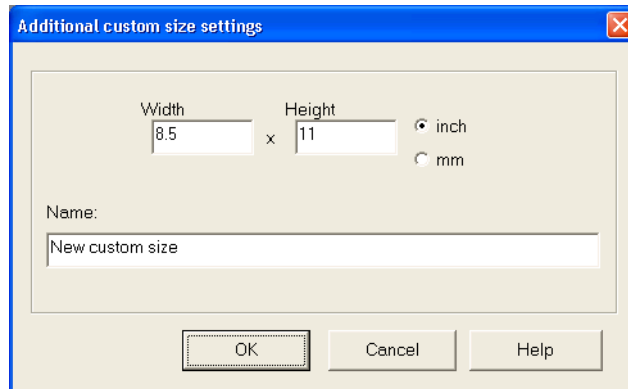 Additional custom size settings
Width Height
8.5 x 11 inch
mm
Name:
New custom size
OK Cancel Help